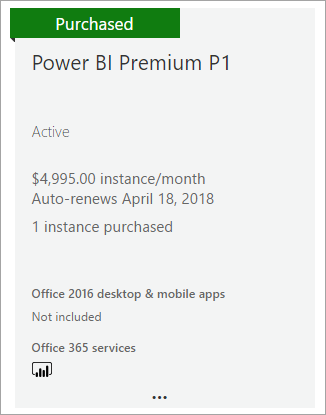 Purchased
Power BI Premium P1
Active
$4,995.00 instance/month
Auto-renews April 18, 2018
1 instance purchased
Office 2016 desktop & mobile apps
Not included
Office 365 services
...